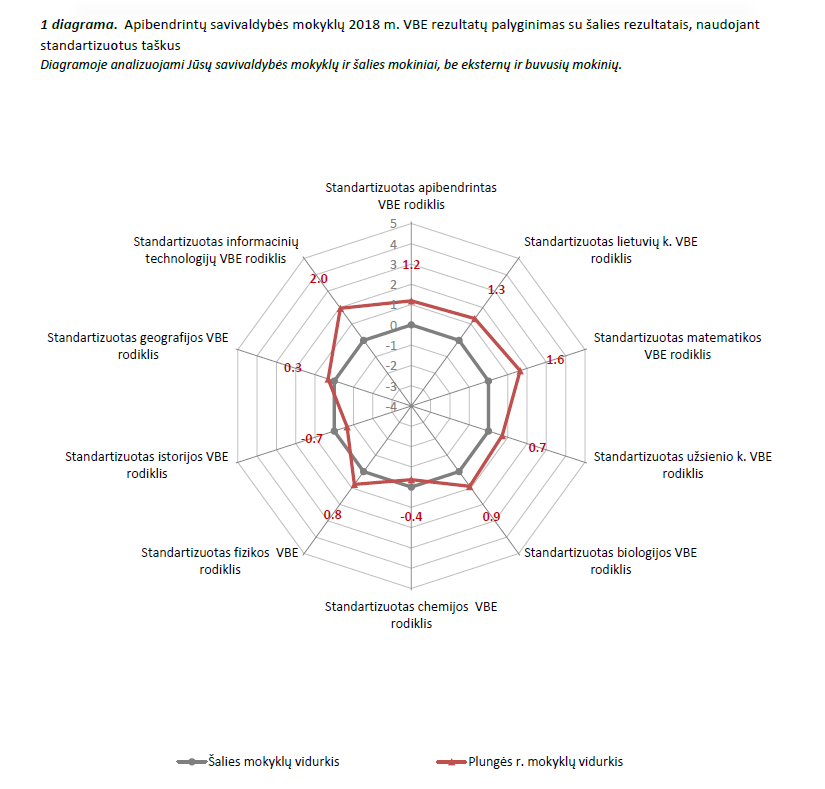 1 diagrama. Apibendrintų savivaldybės mokyklų 2018 m. VBE rezultatų palyginimas su šalies rezultatais, naudojant
standartizuotus taškus
Diagramoje analizuojami Jūsų savivaldybės mokyklų ir šalies mokiniai, be eksternų ir buvusių mokinių.
Standartizuotas apibendrintas
VBE rodiklis
Standartizuotas lietuvių k. VBE
rodiklis
Standartizuotas matematikos
VBE rodiklis
Standartizuotas užsienio k. VBE
rodiklis
Standartizuotas biologijos VBE
rodiklis
Standartizuotas chemijos VBE
rodiklis
Standartizuotas fizikos VBE
rodiklis
Standartizuotas istorijos VBE
rodiklis
Standartizuotas geografijos VBE
rodiklis
Standartizuotas informacinių
technologijų VBE rodiklis
5
4
3
2
1
0
-1
-2
-3
-4
1.2
1.3
1.6
0.7
0.9
-0.4
0.8
-0.7
0.3
2.0
Šalies mokyklų vidurkis
Plungės r. mokyklų vidurkis